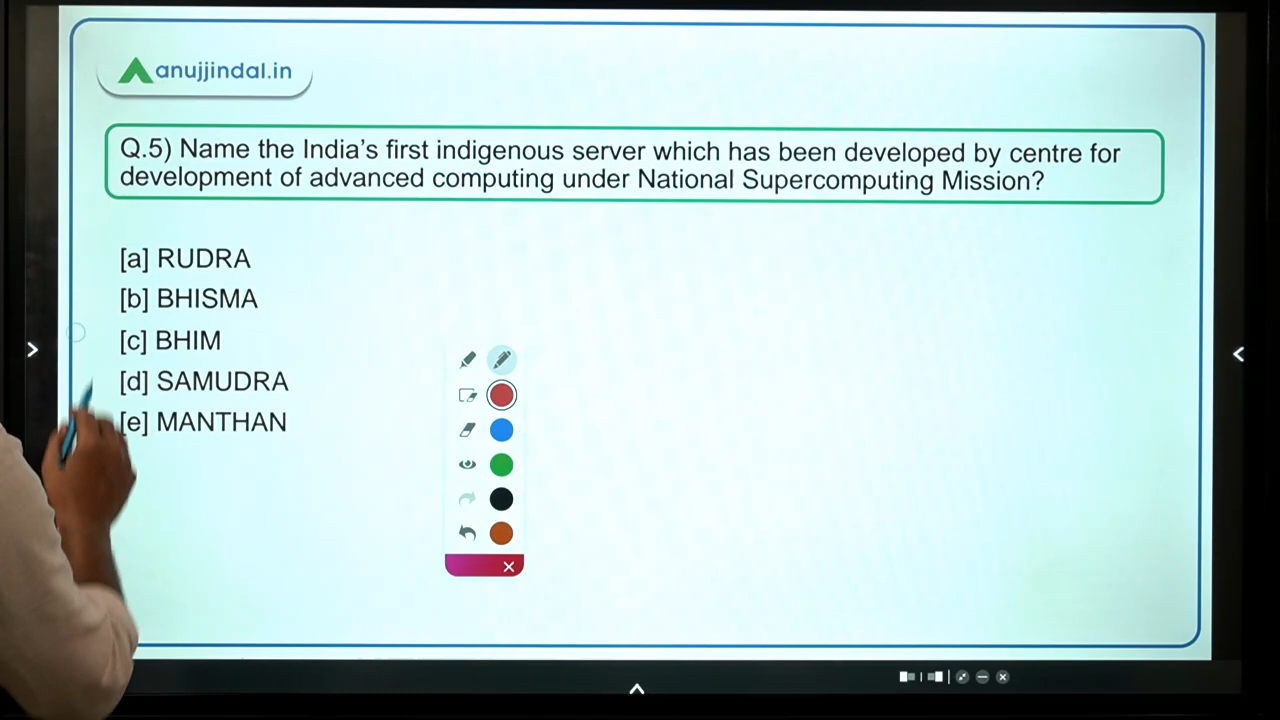 anujjindal.in
Q.5) Name the India's first indigenous server which has been developed by centre for
development of advanced computing under National Supercomputing Mission?
[a] RUDRA
[b] BHISMA
[c] BHIM
[d] SAMUDRA
[e] MANTHAN